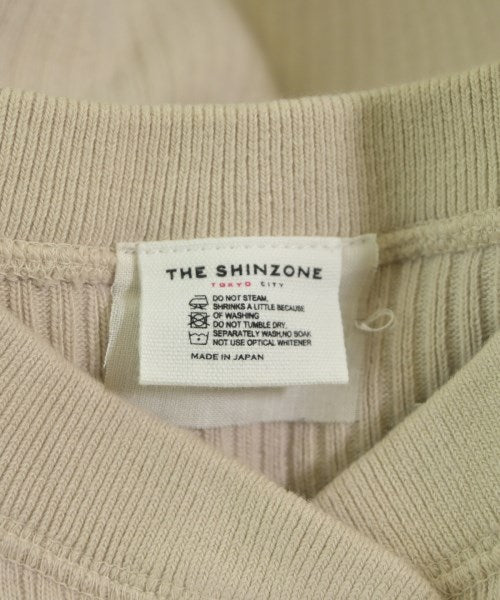 THE SHINZONE
TOKYO CITY
DO NOT STEAM.
SHRINKS A LITTLE BECAUSE
OF WASHING
DO NOT TUMBLE DRY.
SEPARATELY WASH,NO SOAK
NOT USE OPTICAL WHITENER
MADE IN JAPAN